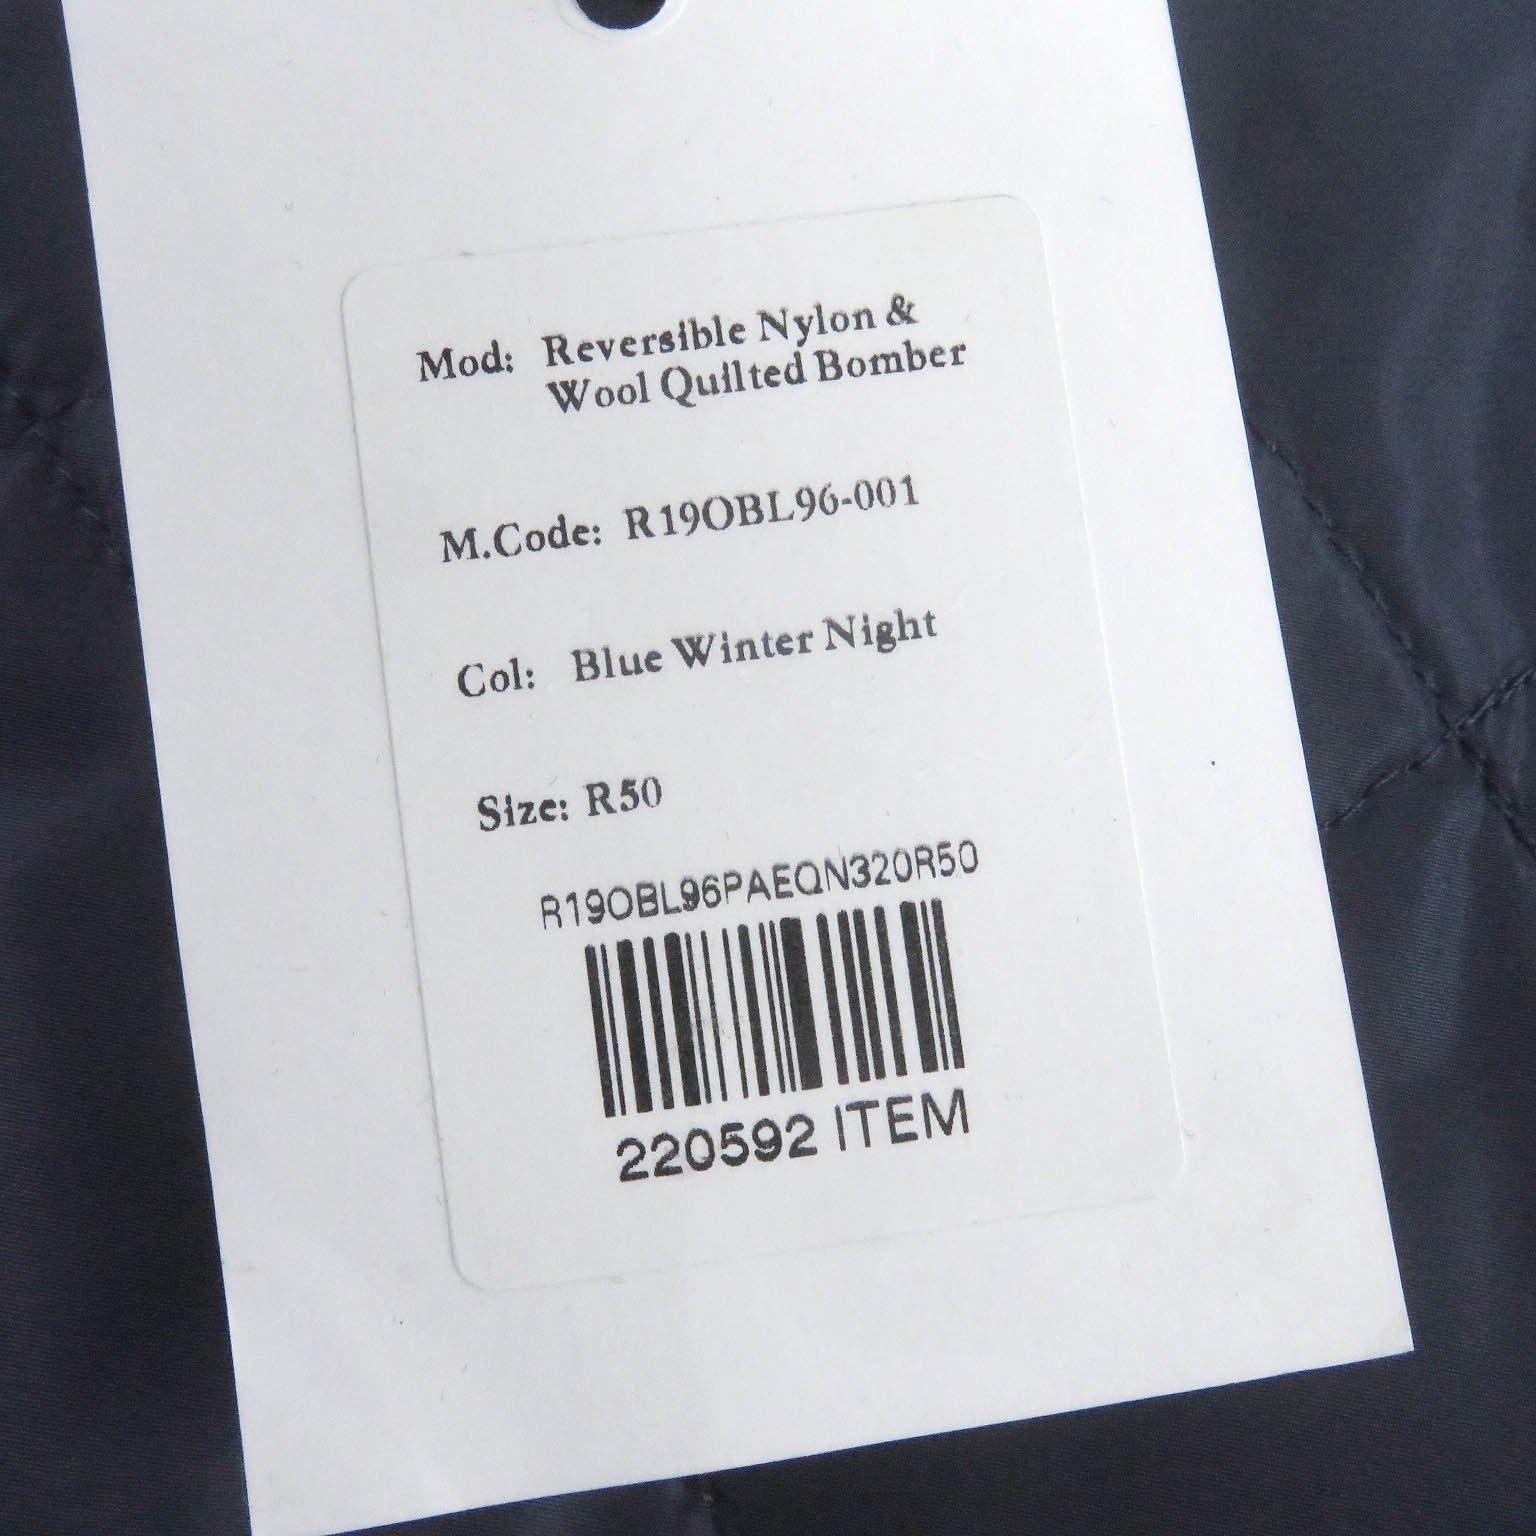 Mod: Reversible Nylon &
Wool Quilted Bomber
M.Code: R19OBL96-001
Col: Blue Winter Night
Size: R50
R19OBL96PAEQN320R50
220592 ITEM